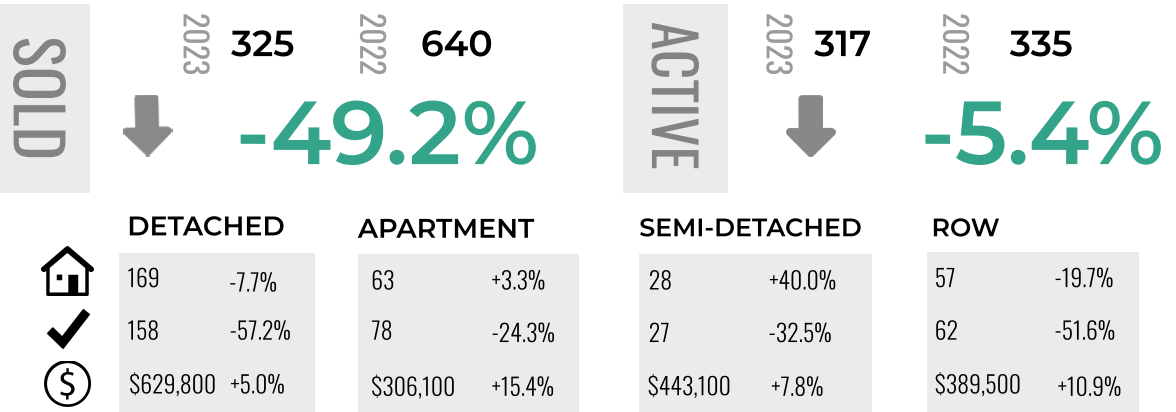 SOLD
2023 325 2022 640
-49.2%
ACTIVE
2023 317 2022 335
-5.4%
DETACHED
169 -7.7%
158 -57.2%
$629,800 +5.0%
APARTMENT
63 +3.3%
78 -24.3%
$306,100 +15.4%
SEMI-DETACHED
28 +40.0%
27 -32.5%
$443,100 +7.8%
ROW
57 -19.7%
62 -51.6%
$389,500 +10.9%
$